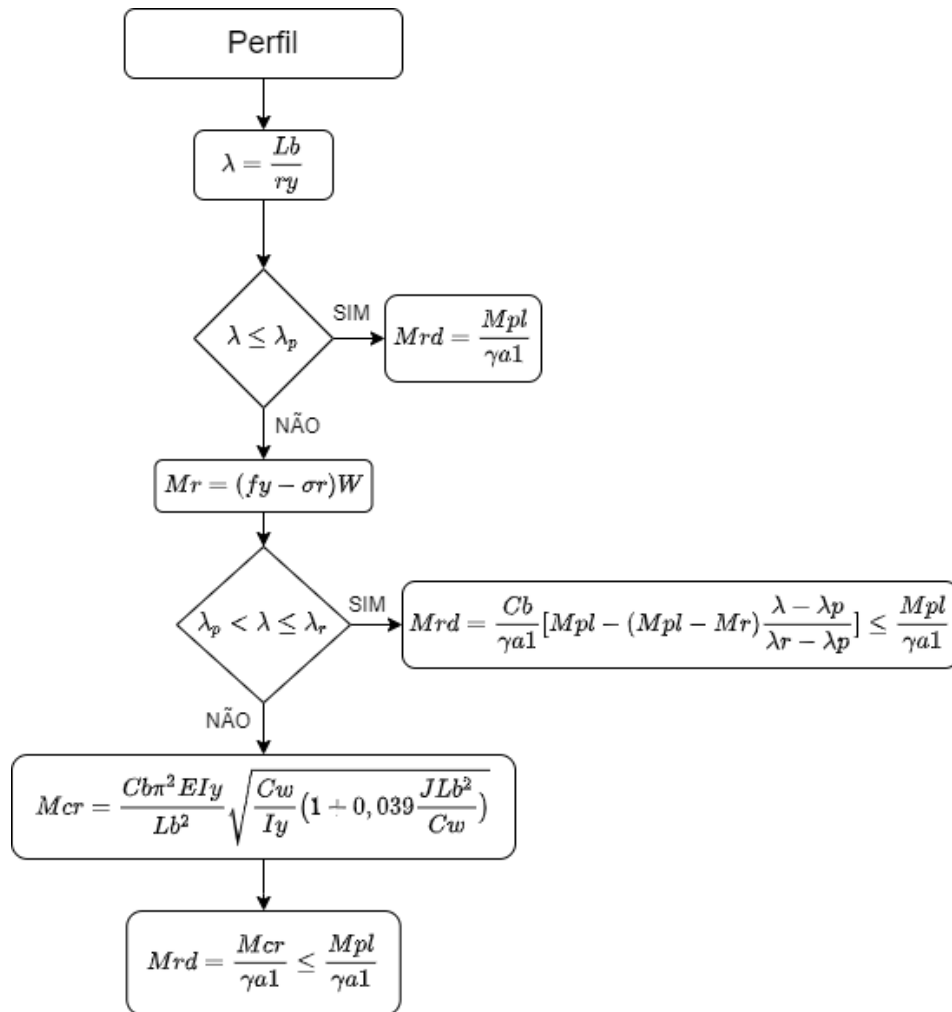 Perfil
λ = Lb/ry
λ ≤ λp
SIM
Mrd = Mpl/γa1
NÃO
Mr = (fy − σr)W
λp < λ ≤ λr
SIM
Mrd = Cb/γa1 [Mpl − (Mpl − Mr) (λ − λp)/(λr − λp)] ≤ Mpl/γa1
NÃO
Mcr = Cbπ²EIy/Lb² √(Cw/Iy (1 + 0,039 JLb²/Cw))
Mrd = Mcr/γa1 ≤ Mpl/γa1